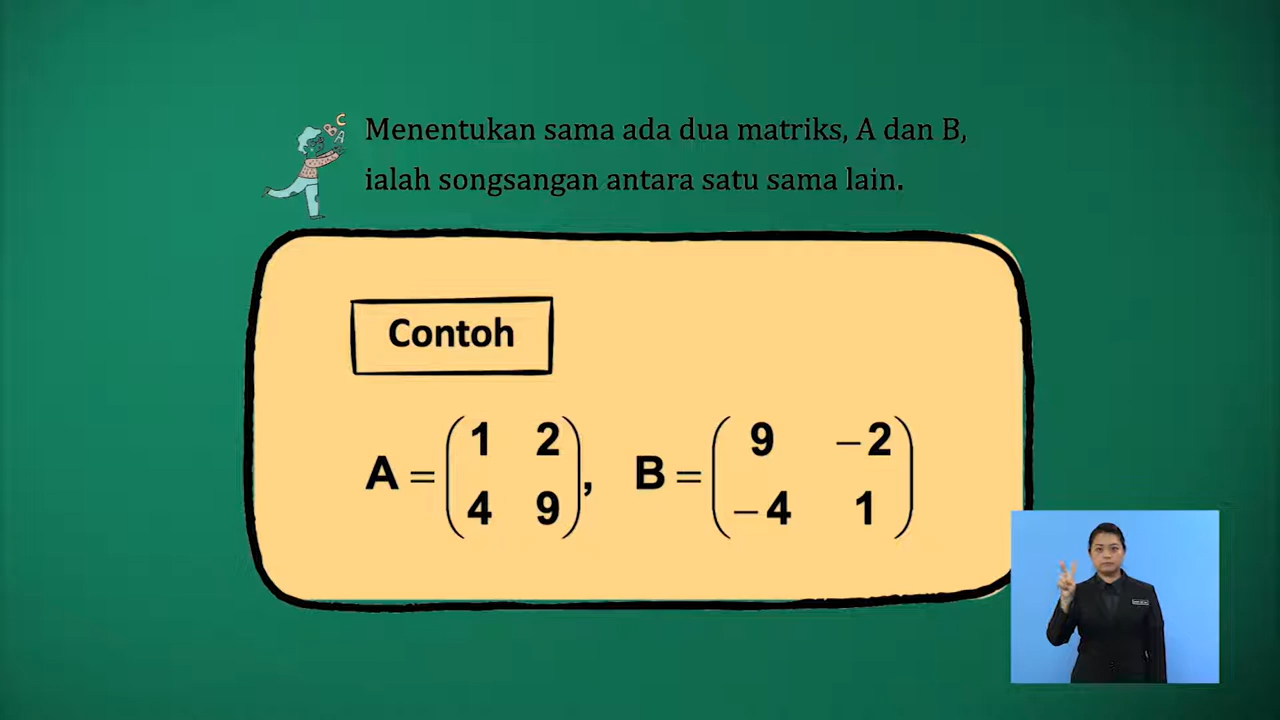 Menentukan sama ada dua matriks, A dan B,
ialah songsangan antara satu sama lain.
Contoh
A = (1 2
4 9), B = (9 −2
−4 1)
B C A